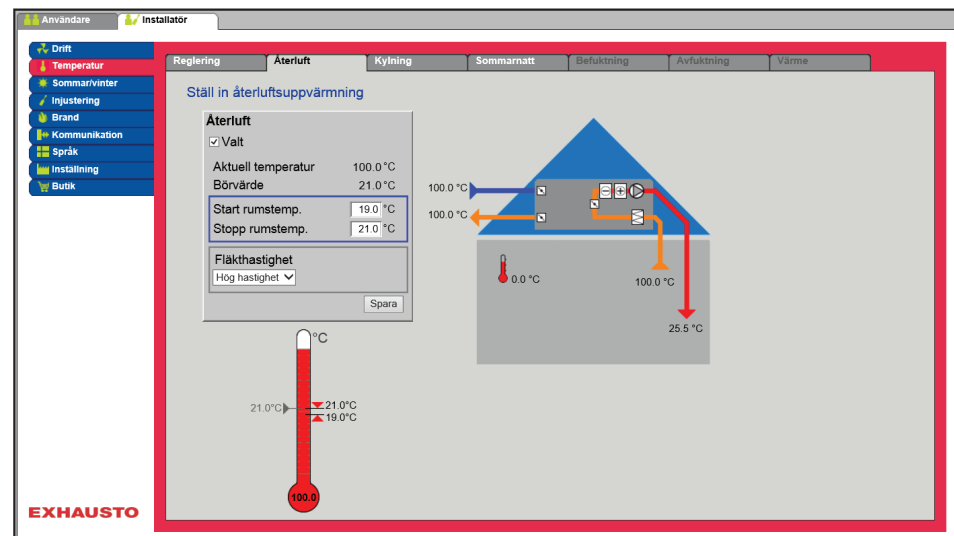 Användare Installatör
Drift
Temperatur
Sommar/vinter
Injustering
Brand
Kommunikation
Språk
Inställning
Butik
Reglering Återluft Kylning Sommarnatt Befuktning Avfuktning Värme
Ställ in återluftsuppvärmning
Återluft
Valt
Aktuell temperatur 100.0°C
Börvärde 21.0°C
Start rumstemp. 19.0 °C
Stopp rumstemp. 21.0 °C
Fläkthastighet
Hög hastighet
Spara
100.0 °C
100.0 °C
0.0 °C
100.0 °C
25.5 °C
°C
21.0°C
21.0°C
19.0°C
100.0
EXHAUSTO